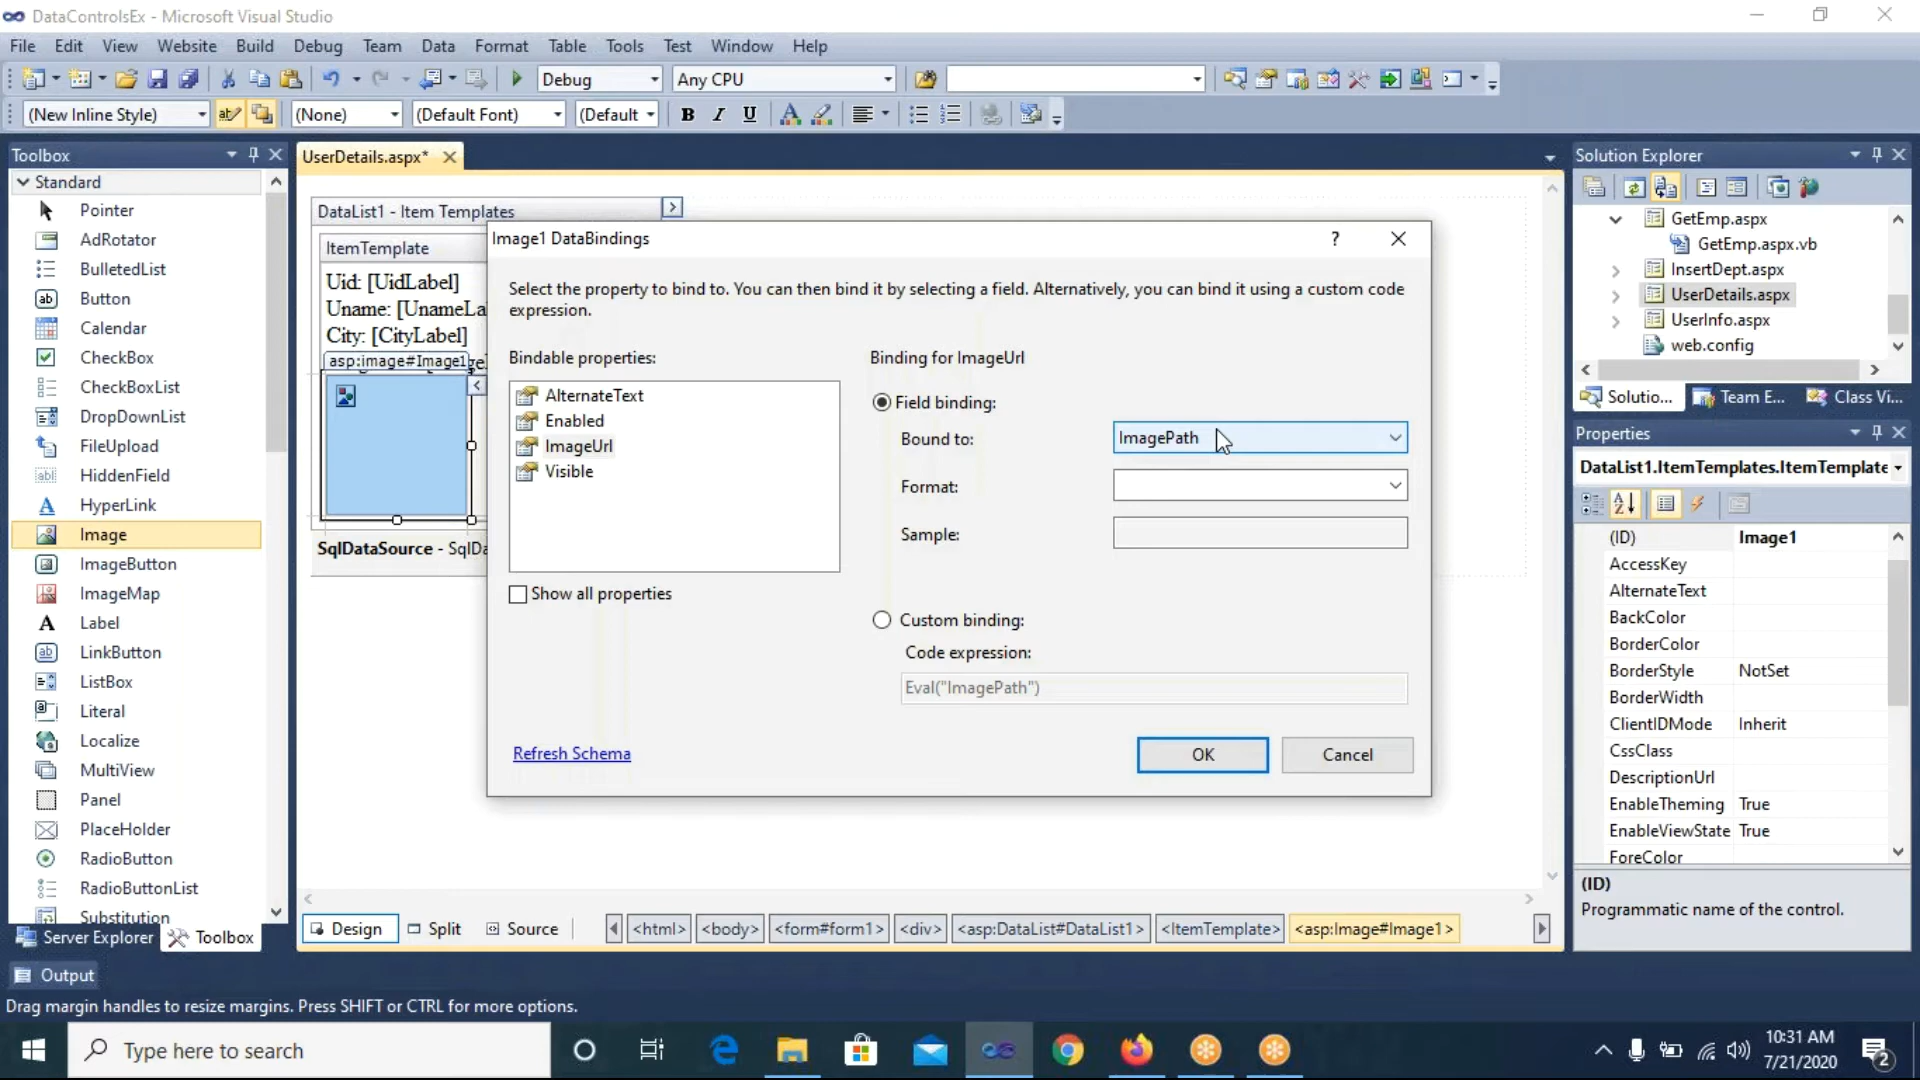 DataControlsEx - Microsoft Visual Studio
File Edit View Website Build Debug Team Data Format Table Tools Test Window Help
Debug Any CPU
(New Inline Style) (None) (Default Font) (Default B I U
Toolbox
Standard
Pointer
AdRotator
BulletedList
Button
Calendar
CheckBox
CheckBoxList
DropDownList
FileUpload
HiddenField
HyperLink
Image
ImageButton
ImageMap
Label
LinkButton
ListBox
Literal
Localize
MultiView
Panel
PlaceHolder
RadioButton
RadioButtonList
Substitution
Server Explorer Toolbox
UserDetails.aspx*
DataList1 - Item Templates
ItemTemplate
Uid: [UidLabel]
Uname: [UnameLa
City: [CityLabel]
asp:image#Image1
SqlDataSource - SqlDa
Image1 DataBindings
Select the property to bind to. You can then bind it by selecting a field. Alternatively, you can bind it using a custom code
expression.
Bindable properties:
AlternateText
Enabled
ImageUrl
Visible
Show all properties
Refresh Schema
Binding for ImageUrl
Field binding:
Bound to: ImagePath
Format:
Sample:
Custom binding:
Code expression:
Eval("ImagePath")
OK Cancel
Design Split Source <html> <body> <form#form1> <div> <asp:DataList#DataList1> <ItemTemplate> <asp:Image#Image1>
Solution Explorer
GetEmp.aspx
GetEmp.aspx.vb
InsertDept.aspx
UserDetails.aspx
UserInfo.aspx
web.config
Solutio... Team E... Class Vi...
Properties
DataList1.ItemTemplates.ItemTemplate
(ID) Image1
AccessKey
AlternateText
BackColor
BorderColor
BorderStyle NotSet
BorderWidth
ClientIDMode Inherit
CssClass
DescriptionUrl
EnableTheming True
EnableViewState True
ForeColor
(ID)
Programmatic name of the control.
Output
Drag margin handles to resize margins. Press SHIFT or CTRL for more options.
Type here to search
10:31 AM
7/21/2020
2